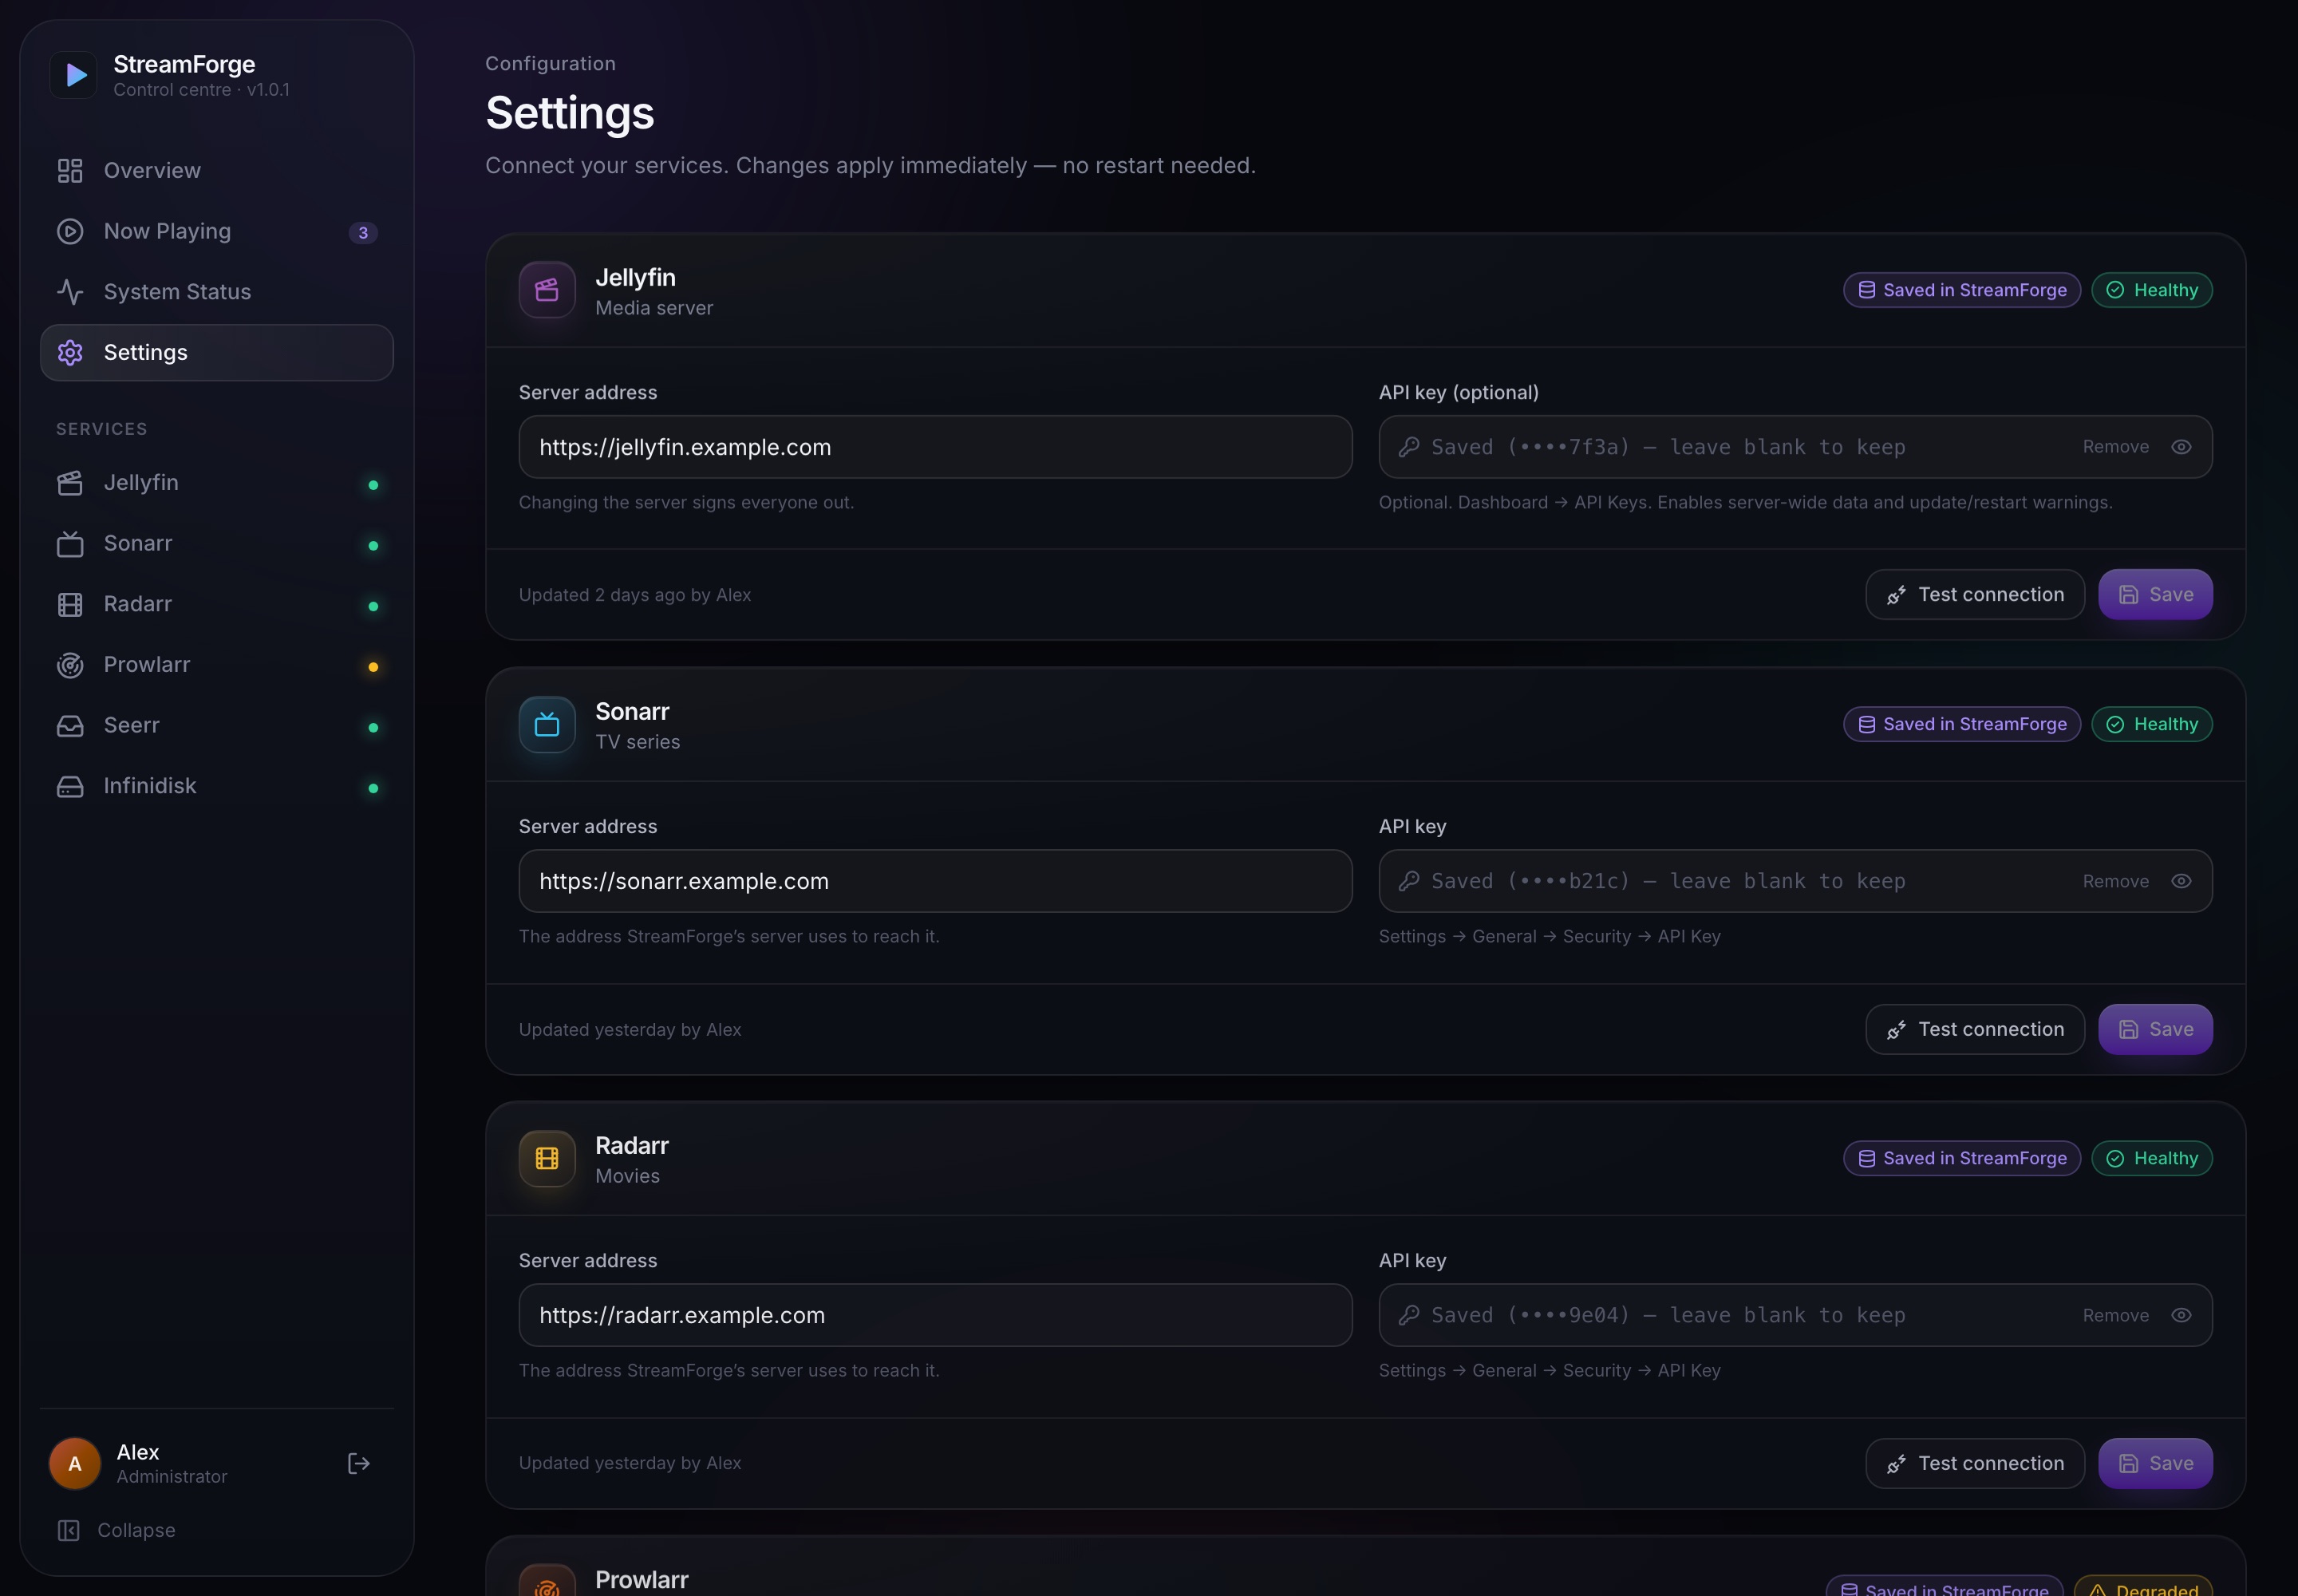 StreamForge
Control centre · v1.0.1
Overview
Now Playing 3
System Status
Settings
SERVICES
Jellyfin
Sonarr
Radarr
Prowlarr
Seerr
Infinidisk
A
Alex
Administrator
Collapse
Configuration
Settings
Connect your services. Changes apply immediately — no restart needed.
Jellyfin
Media server
Saved in StreamForge Healthy
Server address
https://jellyfin.example.com
Changing the server signs everyone out.
API key (optional)
Saved (••••7f3a) — leave blank to keep Remove
Optional. Dashboard → API Keys. Enables server-wide data and update/restart warnings.
Updated 2 days ago by Alex
Test connection Save
Sonarr
TV series
Saved in StreamForge Healthy
Server address
https://sonarr.example.com
The address StreamForge’s server uses to reach it.
API key
Saved (••••b21c) — leave blank to keep Remove
Settings → General → Security → API Key
Updated yesterday by Alex
Test connection Save
Radarr
Movies
Saved in StreamForge Healthy
Server address
https://radarr.example.com
The address StreamForge’s server uses to reach it.
API key
Saved (••••9e04) — leave blank to keep Remove
Settings → General → Security → API Key
Updated yesterday by Alex
Test connection Save
Prowlarr
Saved in StreamForge Degraded